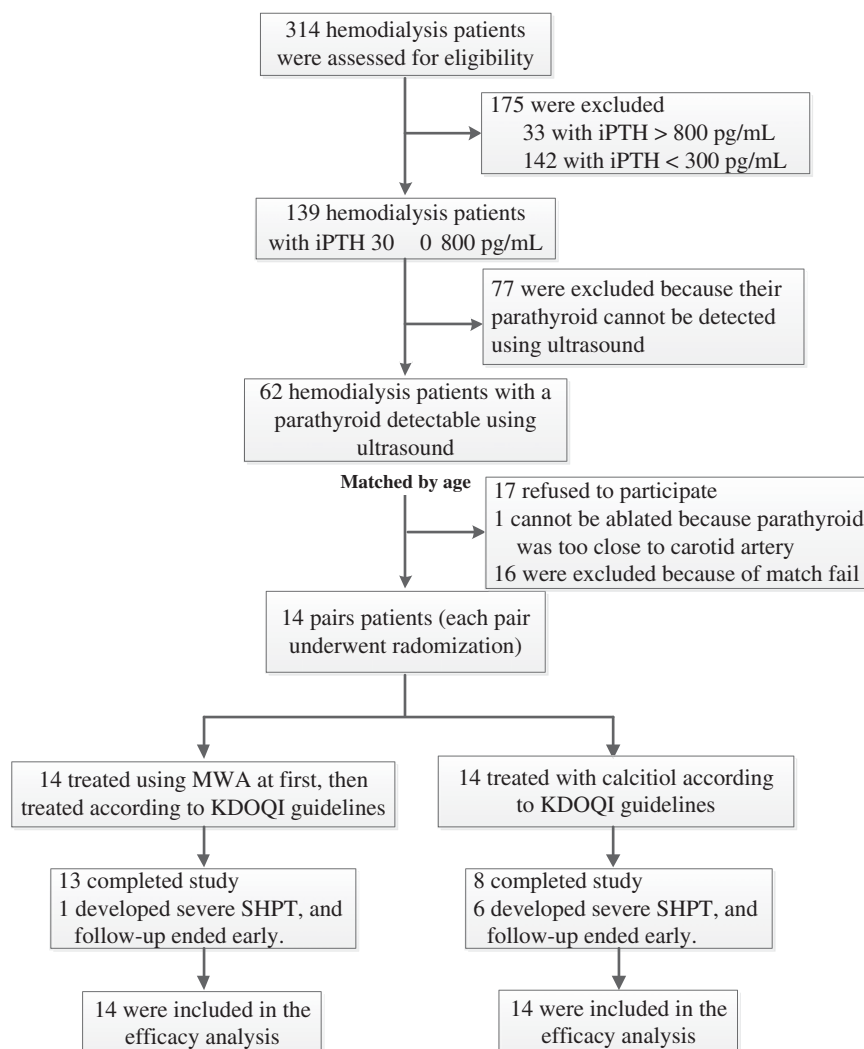 314 hemodialysis patients
were assessed for eligibility
175 were excluded
33 with iPTH > 800 pg/mL
142 with iPTH < 300 pg/mL
139 hemodialysis patients
with iPTH 30 0 800 pg/mL
77 were excluded because their
parathyroid cannot be detected
using ultrasound
62 hemodialysis patients with a
parathyroid detectable using
ultrasound
Matched by age
17 refused to participate
1 cannot be ablated because parathyroid
was too close to carotid artery
16 were excluded because of match fail
14 pairs patients (each pair
underwent radomization)
14 treated using MWA at first, then
treated according to KDOQI guidelines
14 treated with calcitiol according
to KDOQI guidelines
13 completed study
1 developed severe SHPT, and
follow-up ended early.
8 completed study
6 developed severe SHPT, and
follow-up ended early.
14 were included in the
efficacy analysis
14 were included in the
efficacy analysis